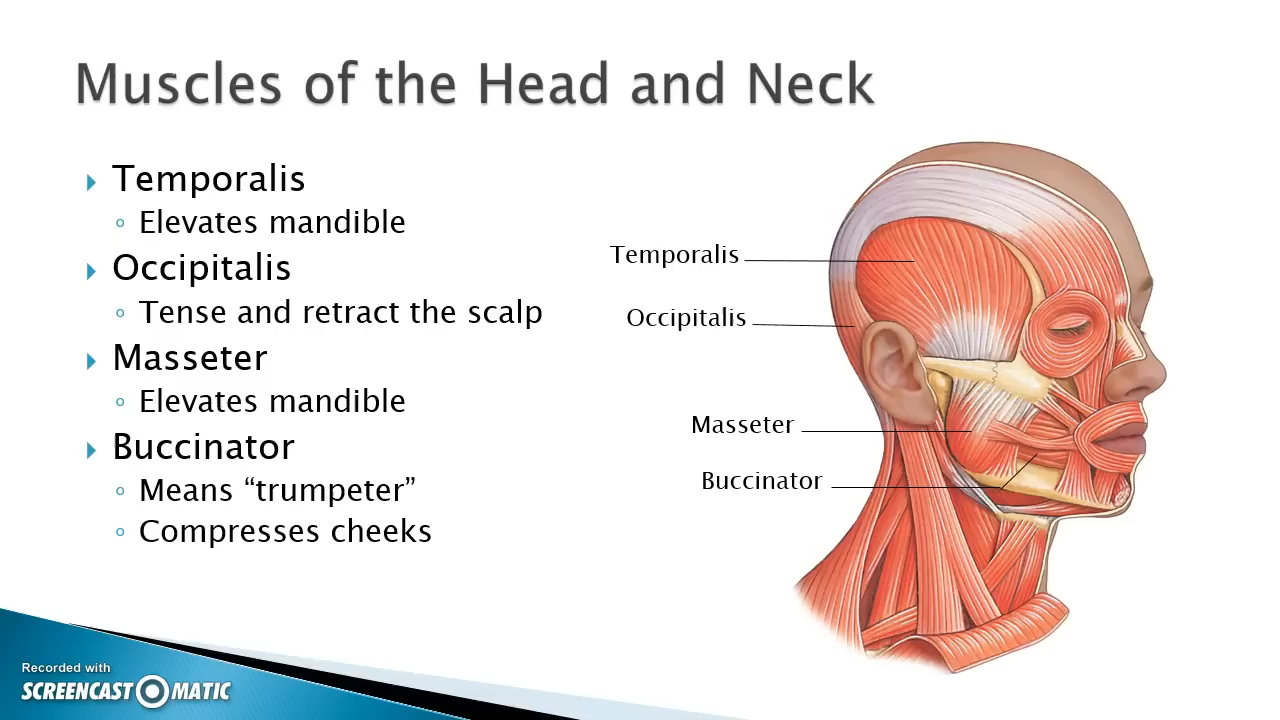 Muscles of the Head and Neck
Temporalis
Elevates mandible
Occipitalis
Tense and retract the scalp
Masseter
Elevates mandible
Buccinator
Means “trumpeter”
Compresses cheeks
Temporalis
Occipitalis
Masseter
Buccinator
Recorded with
SCREENCAST O MATIC